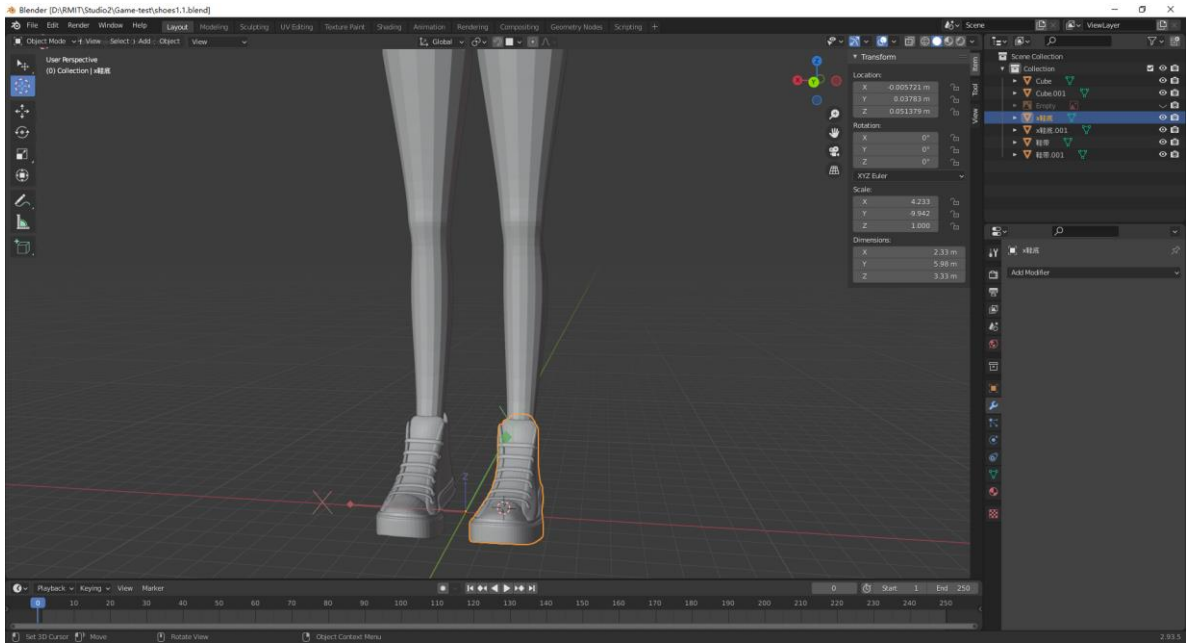 Blender [D:\RMIT\Studio2\Game-test\shoes1.1.blend]
File Edit Render Window Help Layout Modeling Sculpting UV Editing Texture Paint Shading Animation Rendering Compositing Geometry Nodes Scripting + Scene ViewLayer
Object Mode View Select Add Object View Global
User Perspective
(0) Collection | x鞋底
Transform
Location:
X -0.005721 m
Y 0.03783 m
Z 0.051379 m
Rotation:
X 0°
Y 0°
Z 0°
XYZ Euler
Scale:
X 4.233
Y -9.942
Z 1.000
Dimensions:
X 2.33 m
Y 5.98 m
Z 3.33 m
Item
Tool
View
Z
Y
Scene Collection
Collection
Cube
Cube.001
Empty
x鞋底
x鞋底.001
鞋带
鞋带.001
x鞋底
Add Modifier
Playback Keying View Marker 0 Start 1 End 250
0 10 20 30 40 50 60 70 80 90 100 110 120 130 140 150 160 170 180 190 200 210 220 230 240 250
Set 3D Cursor Move Rotate View Object Context Menu 2.93.5